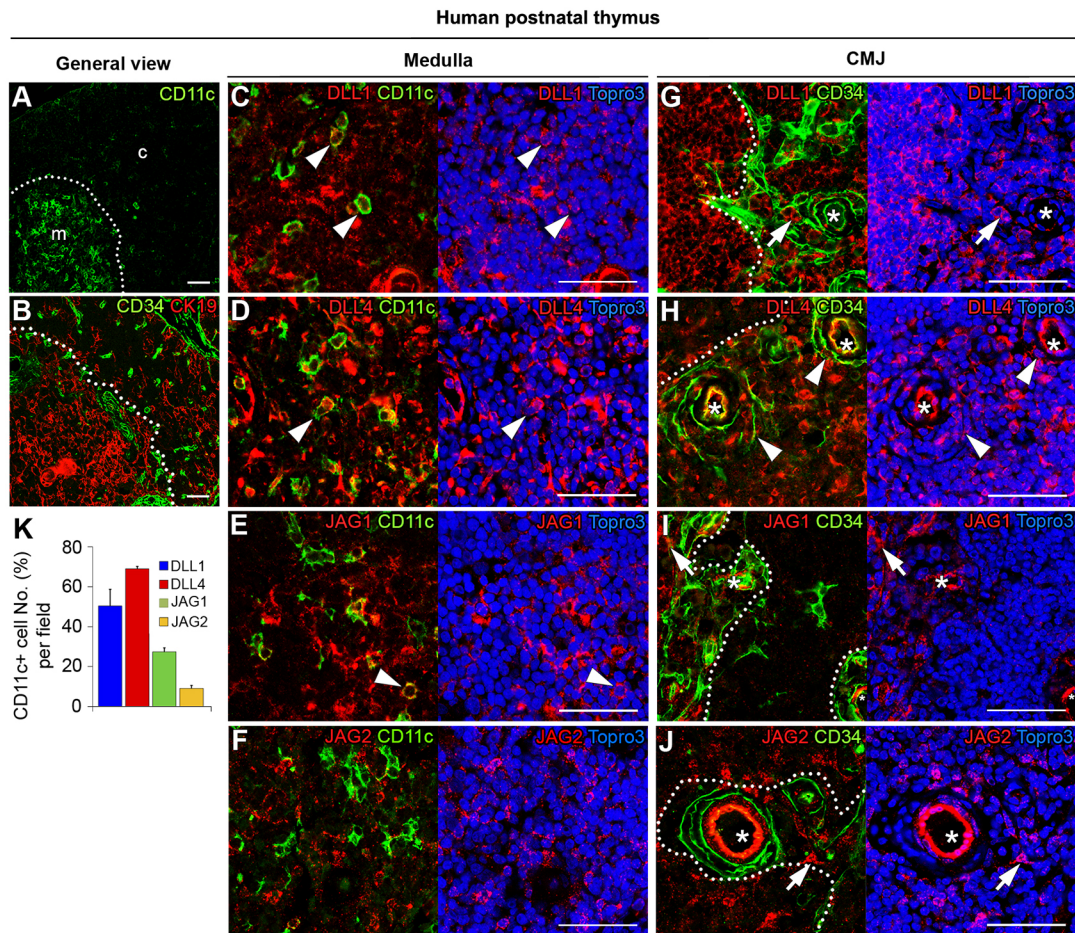 Human postnatal thymus
General view
Medulla
CMJ
A
CD11c
c
m
B
CD34 CK19
C
DLL1 CD11c
DLL1 Topro3
D
DLL4 CD11c
DLL4 Topro3
E
JAG1 CD11c
JAG1 Topro3
F
JAG2 CD11c
JAG2 Topro3
G
DLL1 CD34
DLL1 Topro3
*
*
H
DLL4 CD34
DLL4 Topro3
*
*
*
*
I
JAG1 CD34
JAG1 Topro3
*
*
*
*
J
JAG2 CD34
JAG2 Topro3
*
*
K
CD11c+ cell No. (%)
per field
80
60
40
20
0
DLL1
DLL4
JAG1
JAG2